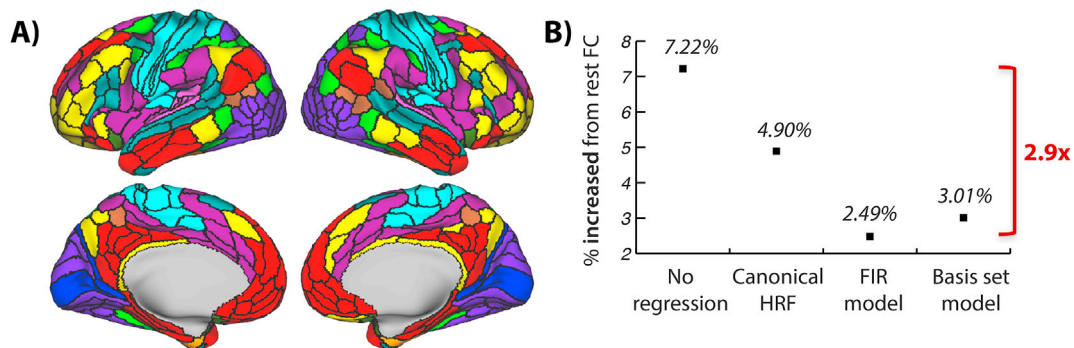 A)
B)
% increased from rest FC
8
7
6
5
4
3
2
7.22%
4.90%
2.49%
3.01%
2.9x
No
regression
Canonical
HRF
FIR
model
Basis set
model